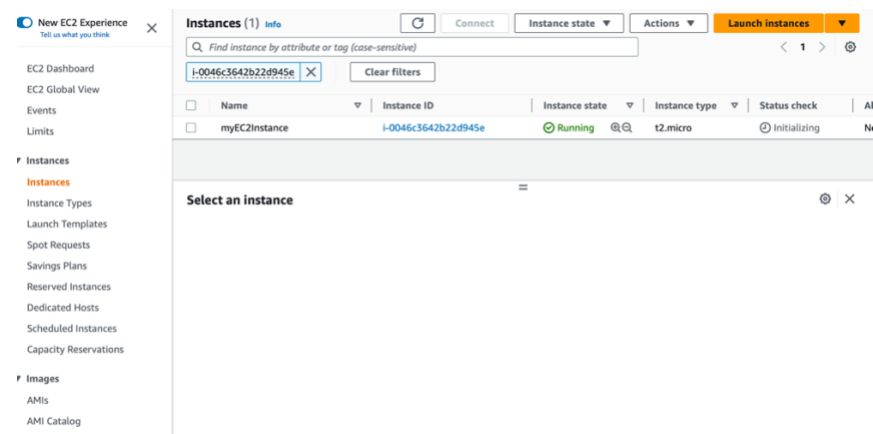 New EC2 Experience
Tell us what you think
EC2 Dashboard
EC2 Global View
Events
Limits
Instances
Instances
Instance Types
Launch Templates
Spot Requests
Savings Plans
Reserved Instances
Dedicated Hosts
Scheduled Instances
Capacity Reservations
Images
AMIs
AMI Catalog
Instances (1) Info
Connect
Instance state
Actions
Launch instances
Find instance by attribute or tag (case-sensitive)
1
i-0046c3642b22d945e
Clear filters
Name Instance ID Instance state Instance type Status check Al
myEC2Instance i-0046c3642b22d945e Running t2.micro Initializing
Select an instance